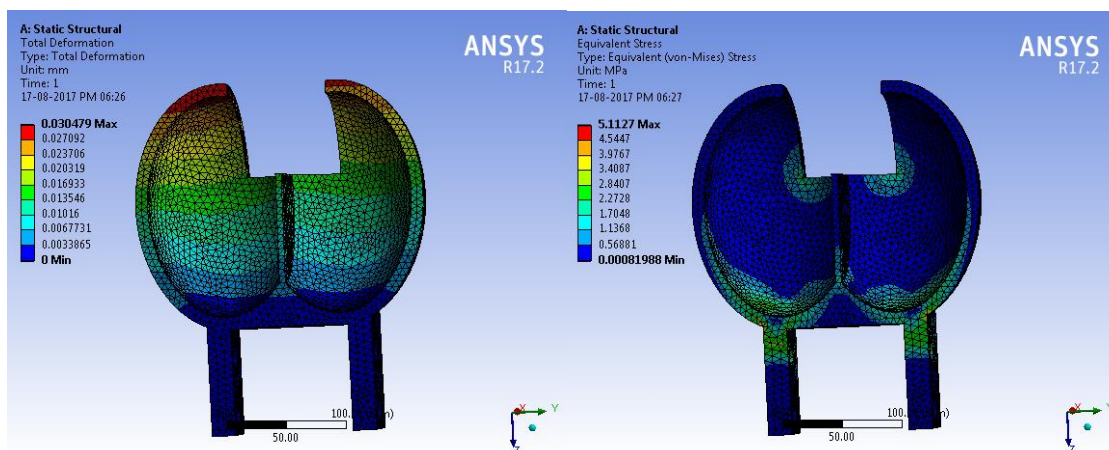 A: Static Structural
Total Deformation
Type: Total Deformation
Unit: mm
Time: 1
17-08-2017 PM 06:26
0.030479 Max
0.027092
0.023706
0.020319
0.016933
0.013546
0.01016
0.0067731
0.0033865
0 Min
ANSYS
R17.2
50.00
X
Y
Z
A: Static Structural
Equivalent Stress
Type: Equivalent (von-Mises) Stress
Unit: MPa
Time: 1
17-08-2017 PM 06:27
5.1127 Max
4.5447
3.9767
3.4087
2.8407
2.2728
1.7048
1.1368
0.56881
0.00081988 Min
ANSYS
R17.2
50.00
X
Y
Z